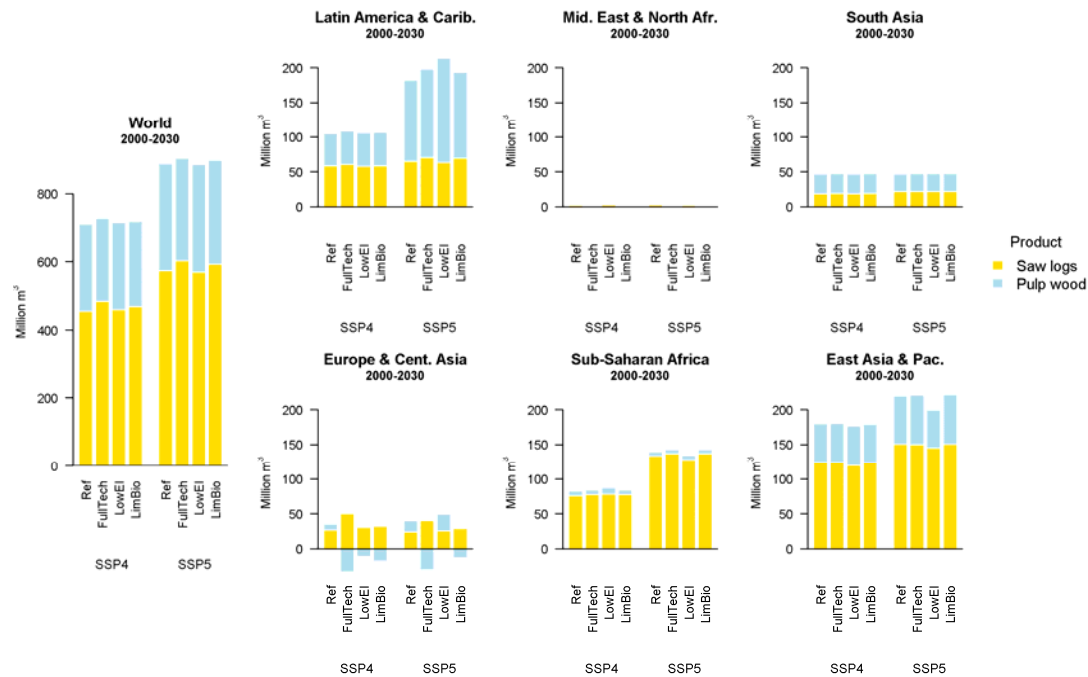 World
2000-2030
Million m³
800
600
400
200
0
Ref
FullTech
LowEI
LimBio
Ref
FullTech
LowEI
LimBio
SSP4
SSP5
Latin America & Carib.
2000-2030
Million m³
200
150
100
50
0
Ref
FullTech
LowEI
LimBio
Ref
FullTech
LowEI
LimBio
SSP4
SSP5
Mid. East & North Afr.
2000-2030
Million m³
200
150
100
50
0
Ref
FullTech
LowEI
LimBio
Ref
FullTech
LowEI
LimBio
SSP4
SSP5
South Asia
2000-2030
Million m³
200
150
100
50
0
Ref
FullTech
LowEI
LimBio
Ref
FullTech
LowEI
LimBio
SSP4
SSP5
Product
Saw logs
Pulp wood
Europe & Cent. Asia
2000-2030
Million m³
200
150
100
50
0
Ref
FullTech
LowEI
LimBio
Ref
FullTech
LowEI
LimBio
SSP4
SSP5
Sub-Saharan Africa
2000-2030
Million m³
200
150
100
50
0
Ref
FullTech
LowEI
LimBio
Ref
FullTech
LowEI
LimBio
SSP4
SSP5
East Asia & Pac.
2000-2030
Million m³
200
150
100
50
0
Ref
FullTech
LowEI
LimBio
Ref
FullTech
LowEI
LimBio
SSP4
SSP5